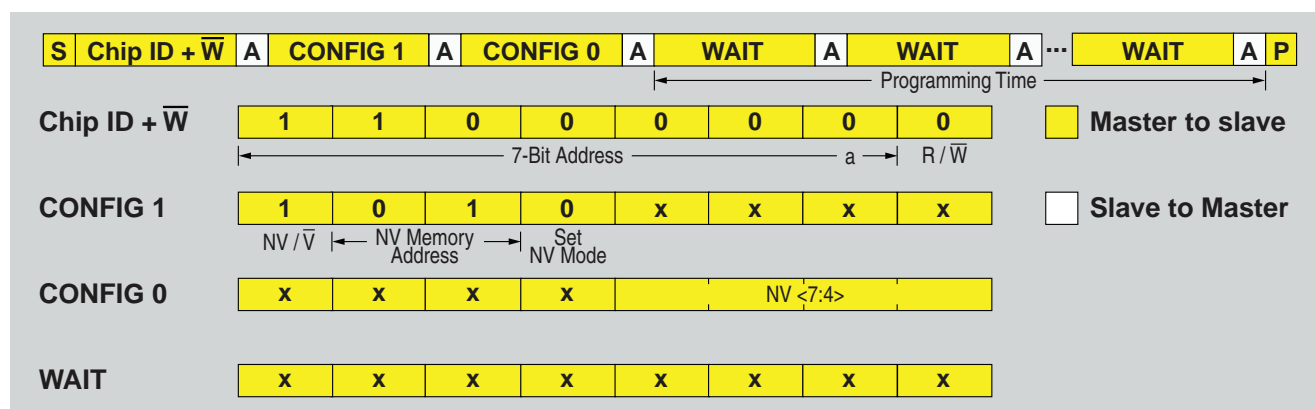 S Chip ID + W̅ A CONFIG 1 A CONFIG 0 A WAIT A WAIT A ... WAIT A P
Programming Time
Chip ID + W̅ 1 1 0 0 0 0 0 0 Master to slave
7-Bit Address a R / W̅
CONFIG 1 1 0 1 0 x x x x Slave to Master
NV / V̅ NV Memory Address Set NV Mode
CONFIG 0 x x x x NV <7:4>
WAIT x x x x x x x x